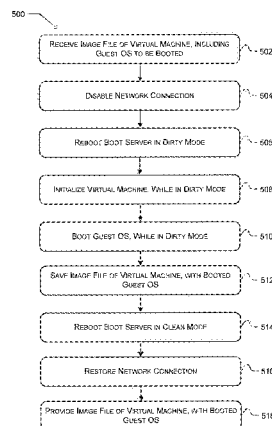 500
RECEIVE IMAGE FILE OF VIRTUAL MACHINE, INCLUDING
GUEST OS TO BE BOOTED
502
DISABLE NETWORK CONNECTION
504
REBOOT BOOT SERVER IN DIRTY MODE
506
INITIALIZE VIRTUAL MACHINE, WHILE IN DIRTY MODE
508
BOOT GUEST OS, WHILE IN DIRTY MODE
510
SAVE IMAGE FILE OF VIRTUAL MACHINE, WITH BOOTED
GUEST OS
512
REBOOT BOOT SERVER IN CLEAN MODE
514
RESTORE NETWORK CONNECTION
516
PROVIDE IMAGE FILE OF VIRTUAL MACHINE, WITH BOOTED
GUEST OS
518